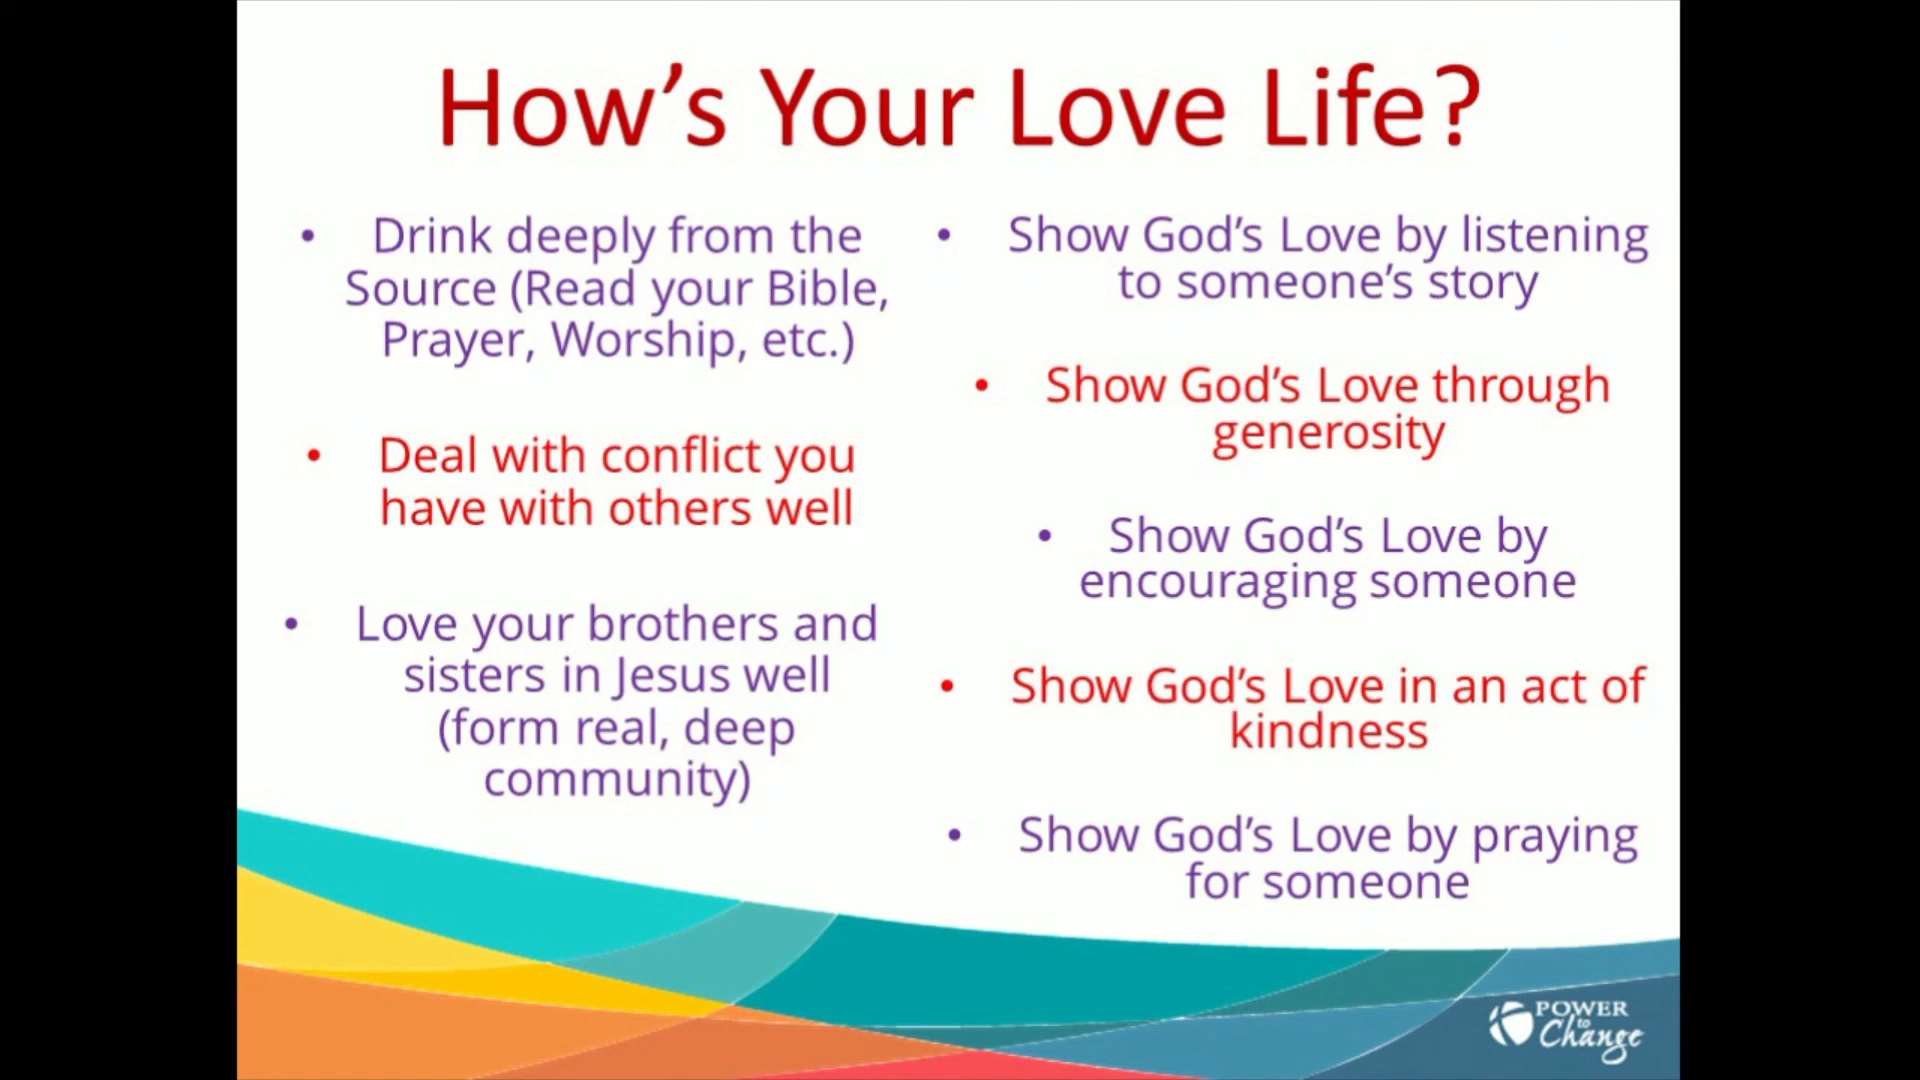 How’s Your Love Life?
• Drink deeply from the
Source (Read your Bible,
Prayer, Worship, etc.)
• Deal with conflict you
have with others well
• Love your brothers and
sisters in Jesus well
(form real, deep
community)
• Show God’s Love by listening
to someone’s story
• Show God’s Love through
generosity
• Show God’s Love by
encouraging someone
• Show God’s Love in an act of
kindness
• Show God’s Love by praying
for someone
POWER
to
Change